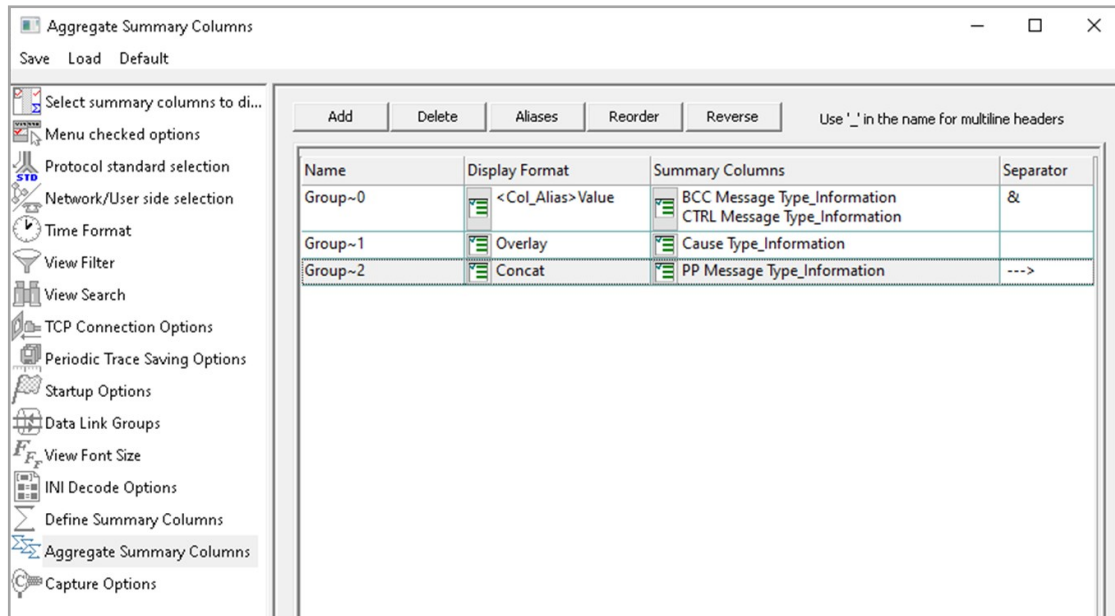 Aggregate Summary Columns
Save Load Default
Select summary columns to di...
Menu checked options
STD Protocol standard selection
Network/User side selection
Time Format
View Filter
View Search
TCP Connection Options
Periodic Trace Saving Options
Startup Options
Data Link Groups
View Font Size
INI Decode Options
Define Summary Columns
Aggregate Summary Columns
Capture Options
Add Delete Aliases Reorder Reverse Use '_' in the name for multiline headers
Name Display Format Summary Columns Separator
Group~0 <Col_Alias>Value BCC Message Type_Information &
CTRL Message Type_Information
Group~1 Overlay Cause Type_Information
Group~2 Concat PP Message Type_Information --->